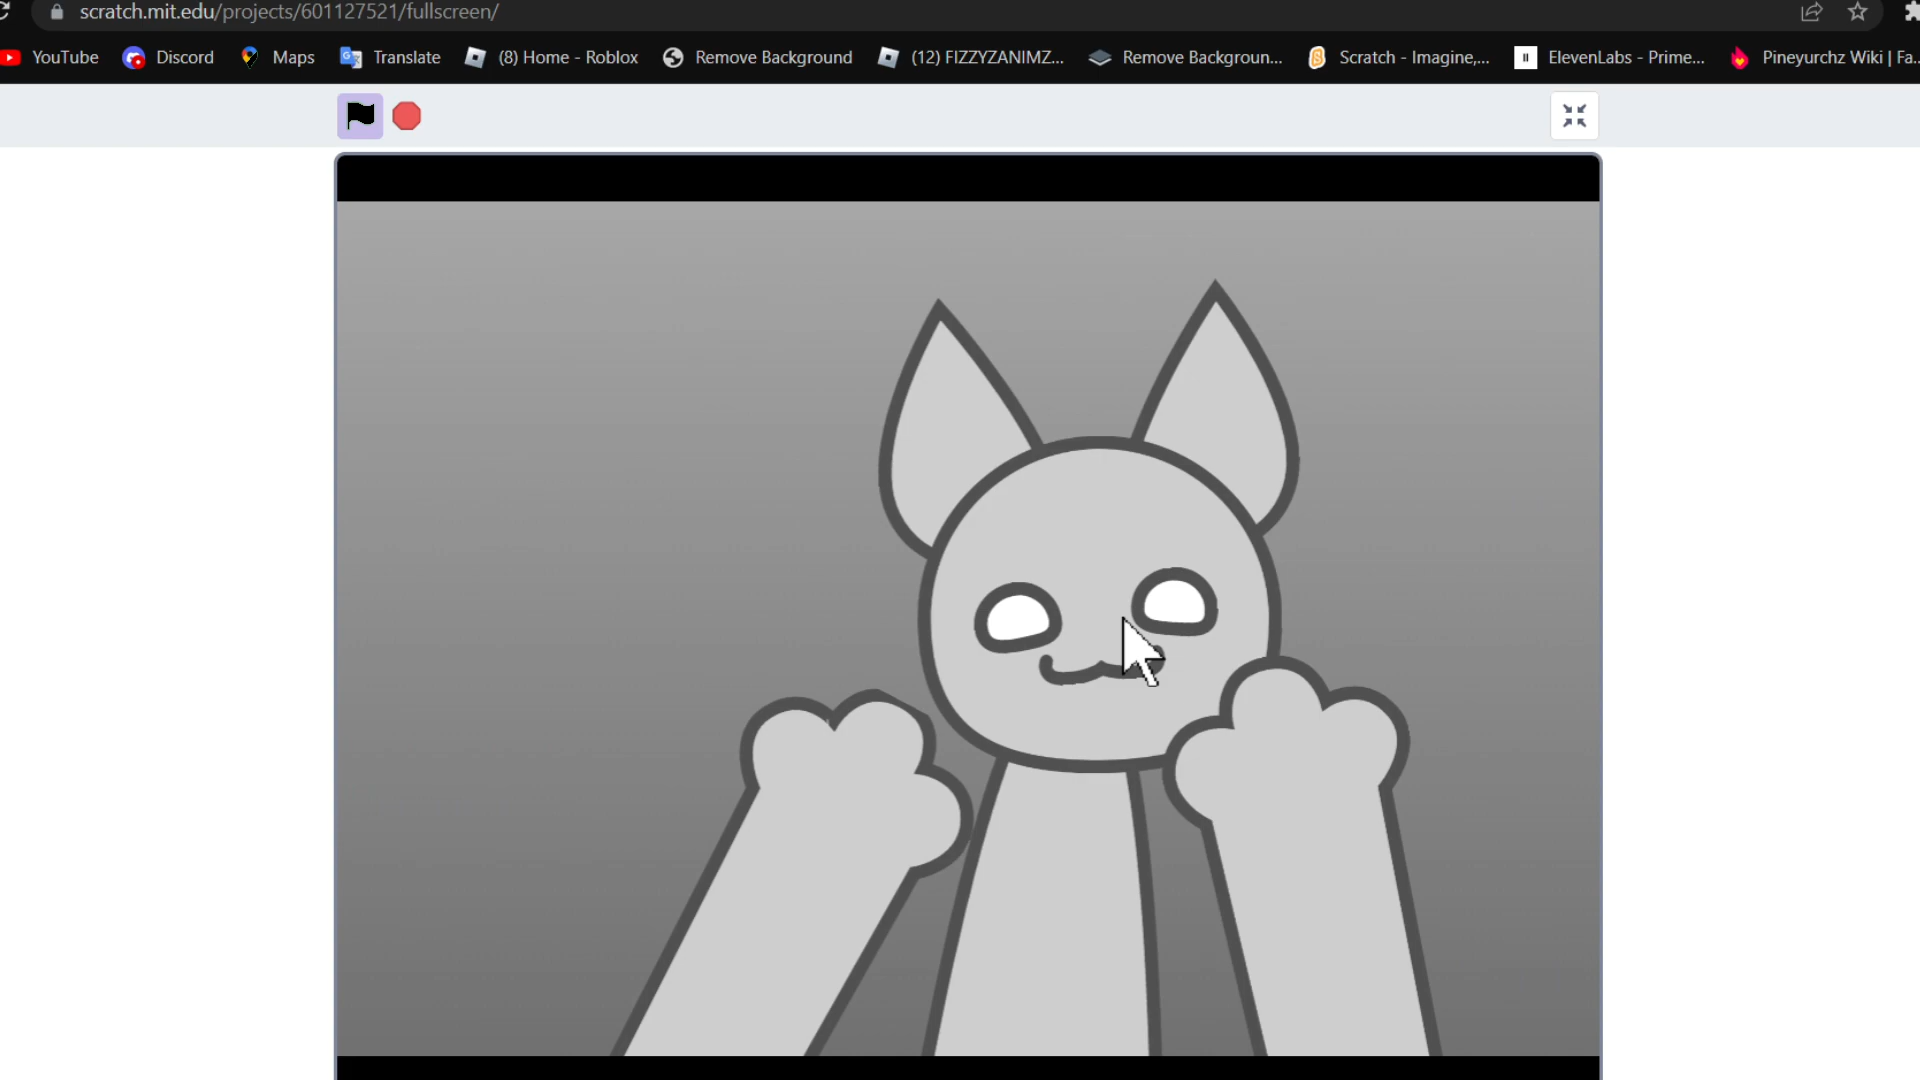 scratch.mit.edu/projects/601127521/fullscreen/
YouTube Discord Maps Translate (8) Home - Roblox Remove Background (12) FIZZYZANIMZ... Remove Backgroun... Scratch - Imagine,... ElevenLabs - Prime... Pineyurchz Wiki | Fa...